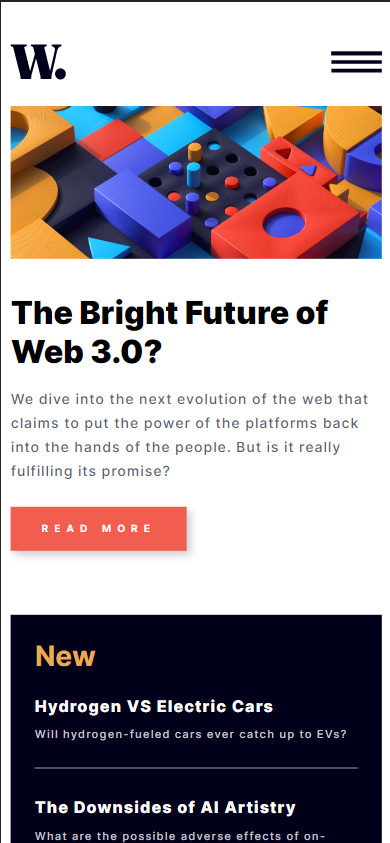 W.
The Bright Future of
Web 3.0?
We dive into the next evolution of the web that
claims to put the power of the platforms back
into the hands of the people. But is it really
fulfilling its promise?
READ MORE
New
Hydrogen VS Electric Cars
Will hydrogen-fueled cars ever catch up to EVs?
The Downsides of AI Artistry
What are the possible adverse effects of on-